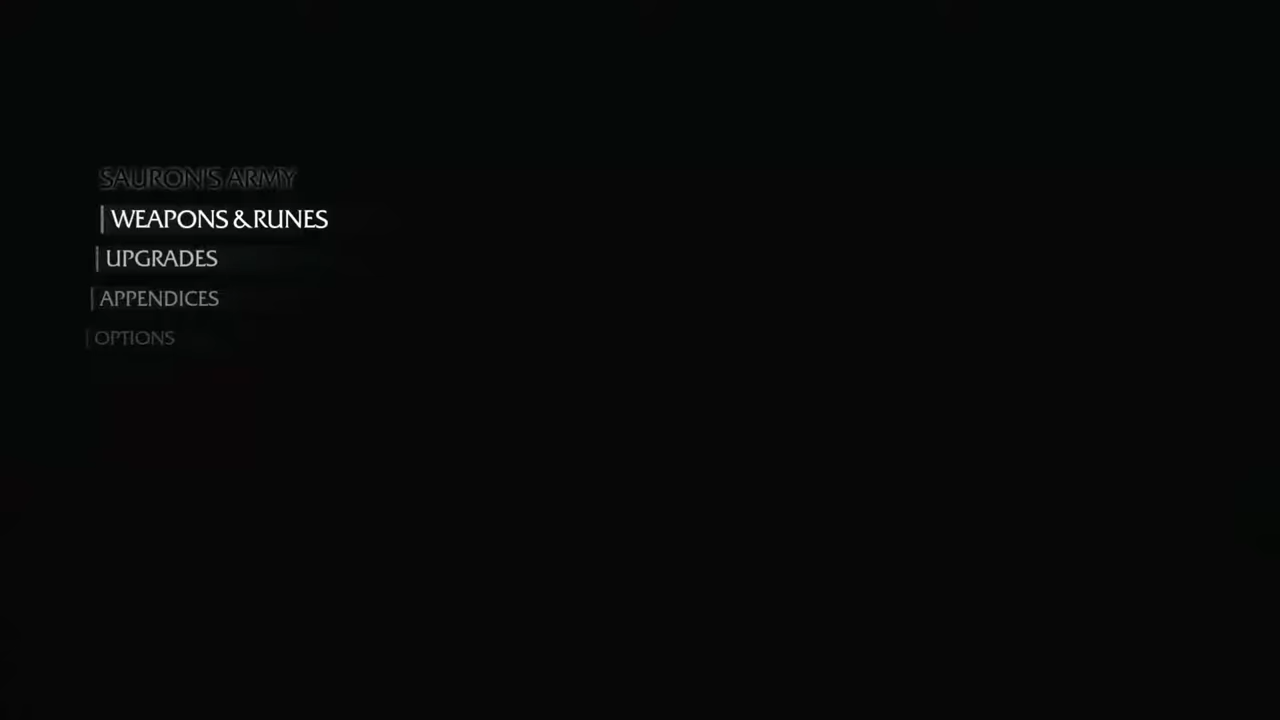 SAURON'S ARMY
WEAPONS & RUNES
UPGRADES
APPENDICES
OPTIONS